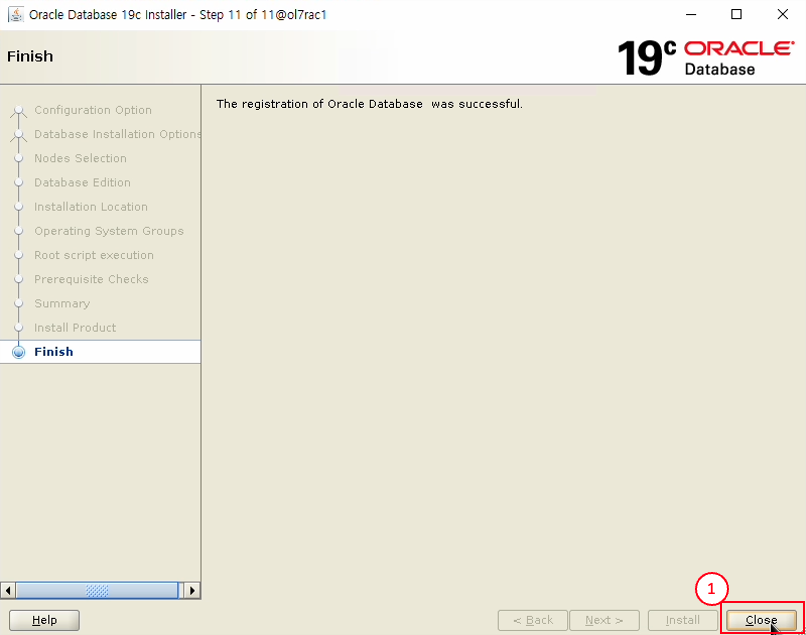 Oracle Database 19c Installer - Step 11 of 11@ol7rac1
Finish
19c ORACLE
Database
Configuration Option
Database Installation Options
Nodes Selection
Database Edition
Installation Location
Operating System Groups
Root script execution
Prerequisite Checks
Summary
Install Product
Finish
The registration of Oracle Database was successful.
1
Help
< Back
Next >
Install
Close